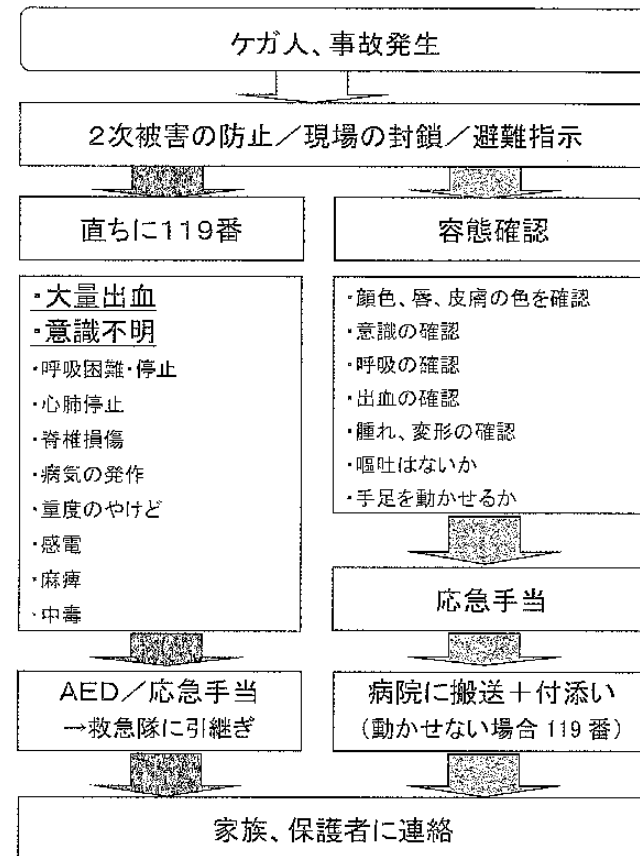 ケガ人、事故発生
2次被害の防止／現場の封鎖／避難指示
直ちに119番
・大量出血
・意識不明
・呼吸困難・停止
・心肺停止
・脊椎損傷
・病気の発作
・重度のやけど
・感電
・麻痺
・中毒
AED／応急手当
→救急隊に引継ぎ
容態確認
・顔色、唇、皮膚の色を確認
・意識の確認
・呼吸の確認
・出血の確認
・腫れ、変形の確認
・嘔吐はないか
・手足を動かせるか
応急手当
病院に搬送＋付添い
（動かせない場合 119 番）
家族、保護者に連絡